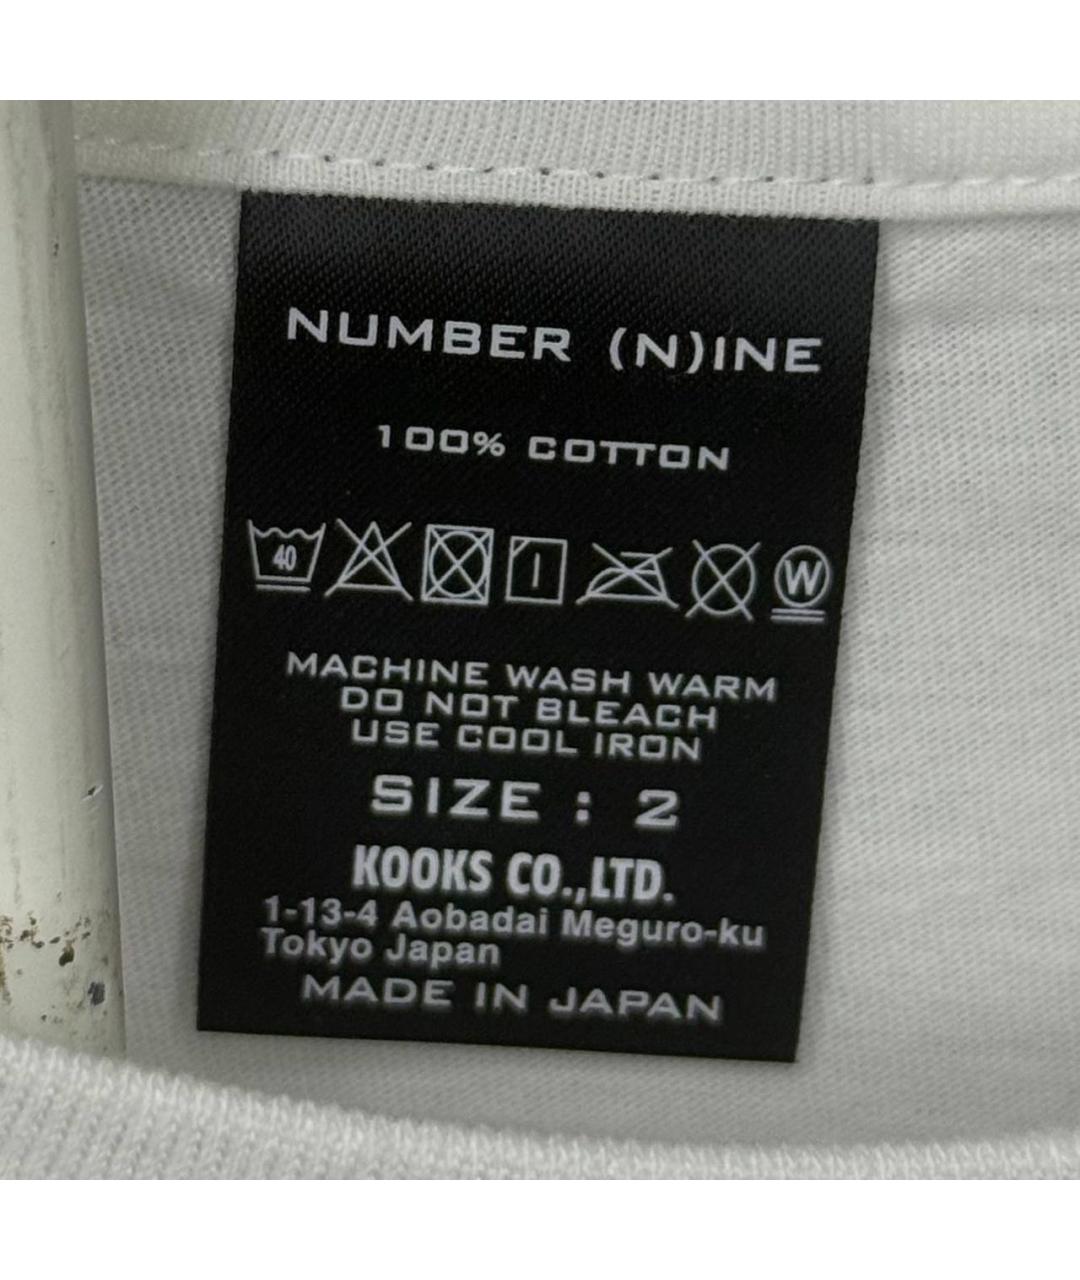 NUMBER (N)INE
100% COTTON
40 W
MACHINE WASH WARM
DO NOT BLEACH
USE COOL IRON
SIZE : 2
KOOKS CO.,LTD.
1-13-4 Aobadai Meguro-ku
Tokyo Japan
MADE IN JAPAN